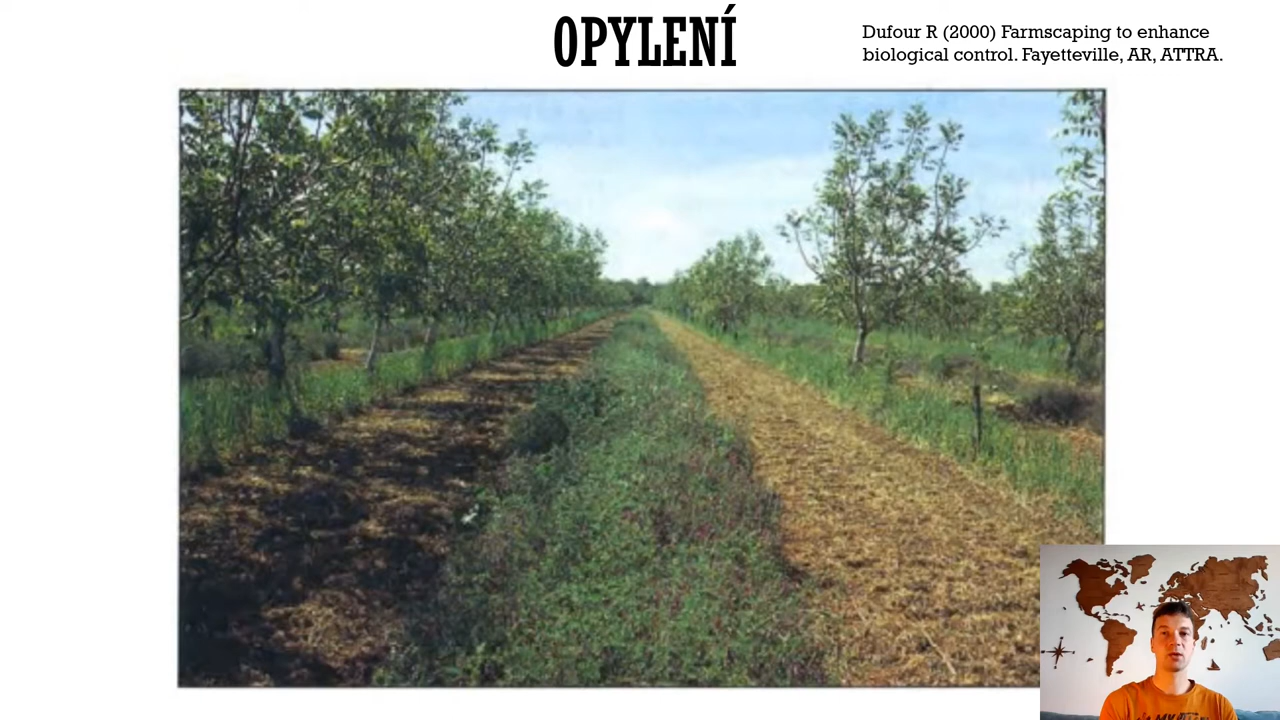 OPYLENÍ
Dufour R (2000) Farmscaping to enhance
biological control. Fayetteville, AR, ATTRA.